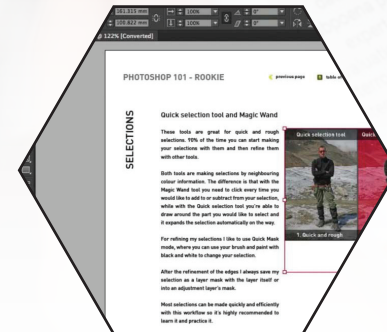 561.515 mm 100% 0°
100.822 mm 100% 0°
@ 122% [Converted]
PHOTOSHOP 101 - ROOKIE
previous page
table
SELECTIONS
Quick selection tool and Magic Wand
These tools are great for quick and rough
selections. 90% of the time you can start making
your selections with them and then refine them
with other tools.
Both tools are making selections by neighbouring
colour information. The difference is that with the
Magic Wand tool you need to click every time you
would like to add to or subtract from your selection,
while with the Quick selection tool you're able to
draw around the part you would like to select and
it expands the selection automatically on the way.
For refining my selections I like to use Quick Mask
mode, where you can use your brush and paint with
black and white to change your selection.
After the refinement of the edges I always save my
selection as a layer mask with the layer itself or
into an adjustment layer's mask.
Most selections can be made quickly and efficiently
with this workflow so it's highly recommended to
learn it and practice it.
Quick selection tool
Quick
1. Quick and rough